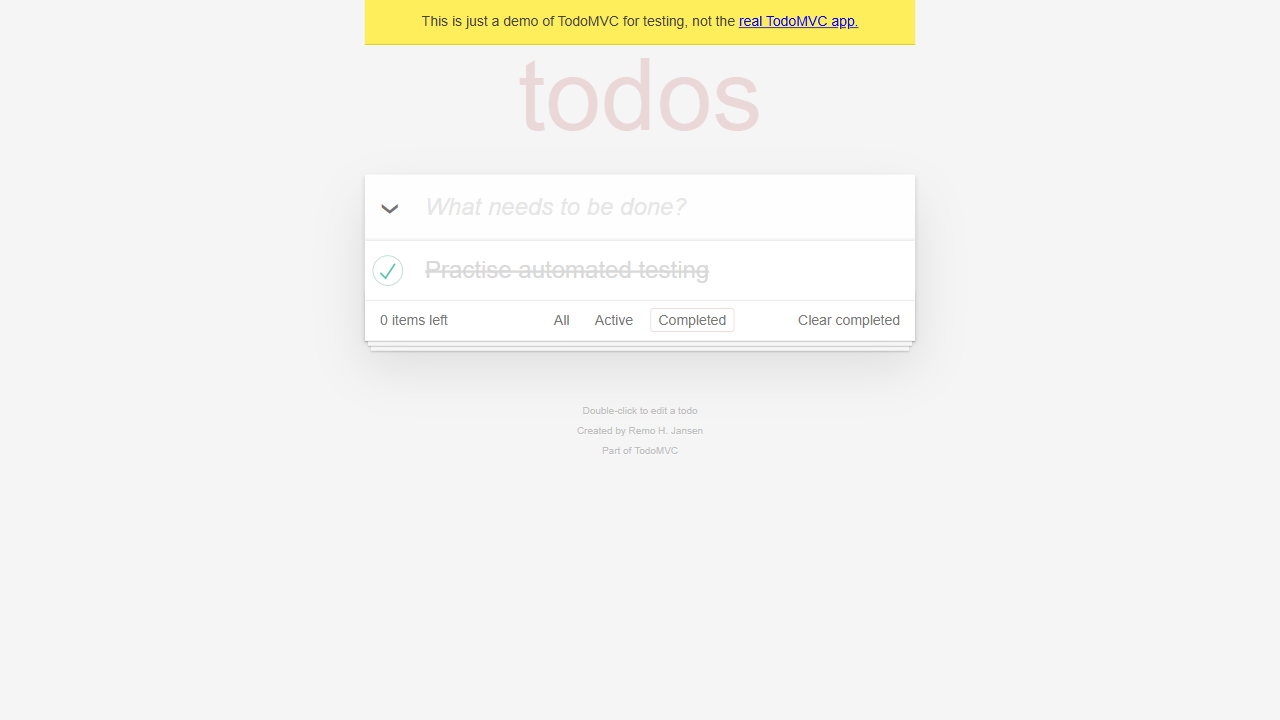 This is just a demo of TodoMVC for testing, not the real TodoMVC app.
todos
What needs to be done?
Practise automated testing
0 items left All Active Completed Clear completed
Double-click to edit a todo
Created by Remo H. Jansen
Part of TodoMVC